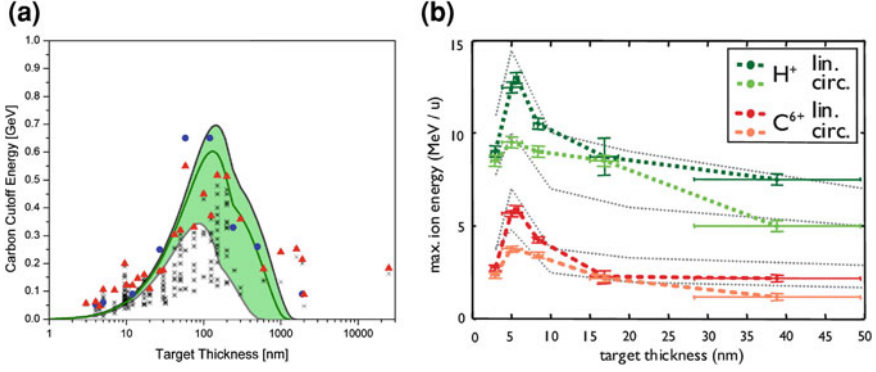 (a)
Carbon Cutoff Energy [GeV]
1.0
0.9
0.8
0.7
0.6
0.5
0.4
0.3
0.2
0.1
0.0
1 10 100 1000 10000
Target Thickness [nm]
(b)
max. ion energy (MeV / u)
15
10
5
0
0 5 10 15 20 25 30 35 40 45 50
target thickness (nm)
H+ lin.
circ.
C6+ lin.
circ.